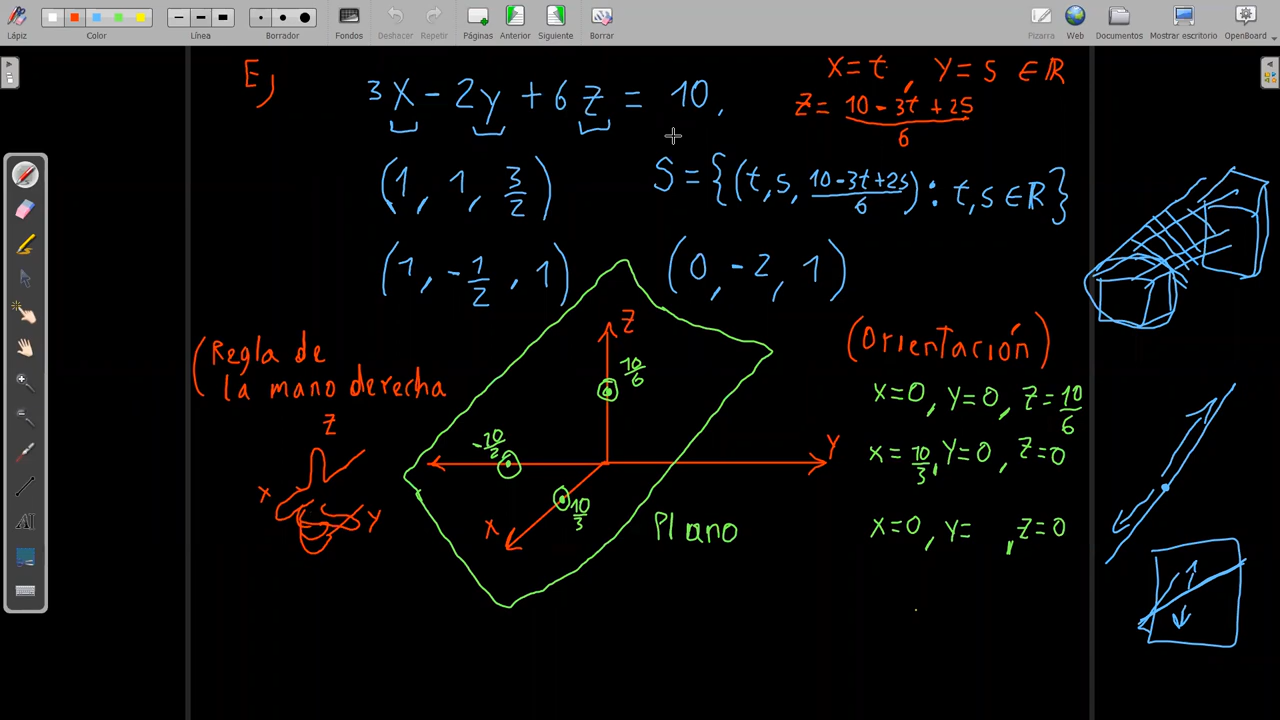 Lápiz Color Línea Borrador Fondos Deshacer Repetir Páginas Anterior Siguiente Borrar Pizarra Web Documentos Mostrar escritorio OpenBoard
E) 3x - 2y + 6z = 10,
x = t, y = s ∈ ℝ
z = (10 - 3t + 2s)/6
(1, 1, 3/2)
S = {(t, s, (10-3t+2s)/6) : t, s ∈ ℝ}
(1, -1/2, 1) (0, -2, 1)
(Regla de
la mano derecha
z
x
y
z
10/6
-10/2
y
10/3
x
Plano
(Orientación)
x=0, y=0, z=10/6
x=10/3, y=0, z=0
x=0, y= , z=0
1